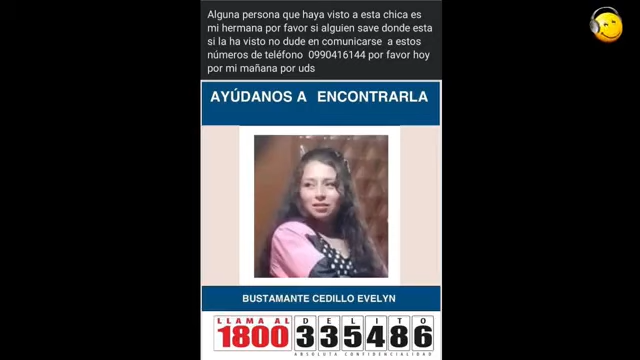 Alguna persona que haya visto a esta chica es
mi hermana por favor si alguien save donde esta
si la ha visto no dude en comunicarse a estos
números de teléfono 0990416144 por favor hoy
por mi mañana por uds
AYÚDANOS A ENCONTRARLA
BUSTAMANTE CEDILLO EVELYN
LLAMA AL DELITO
1800 335486
ABSOLUTA CONFIDENCIALIDAD